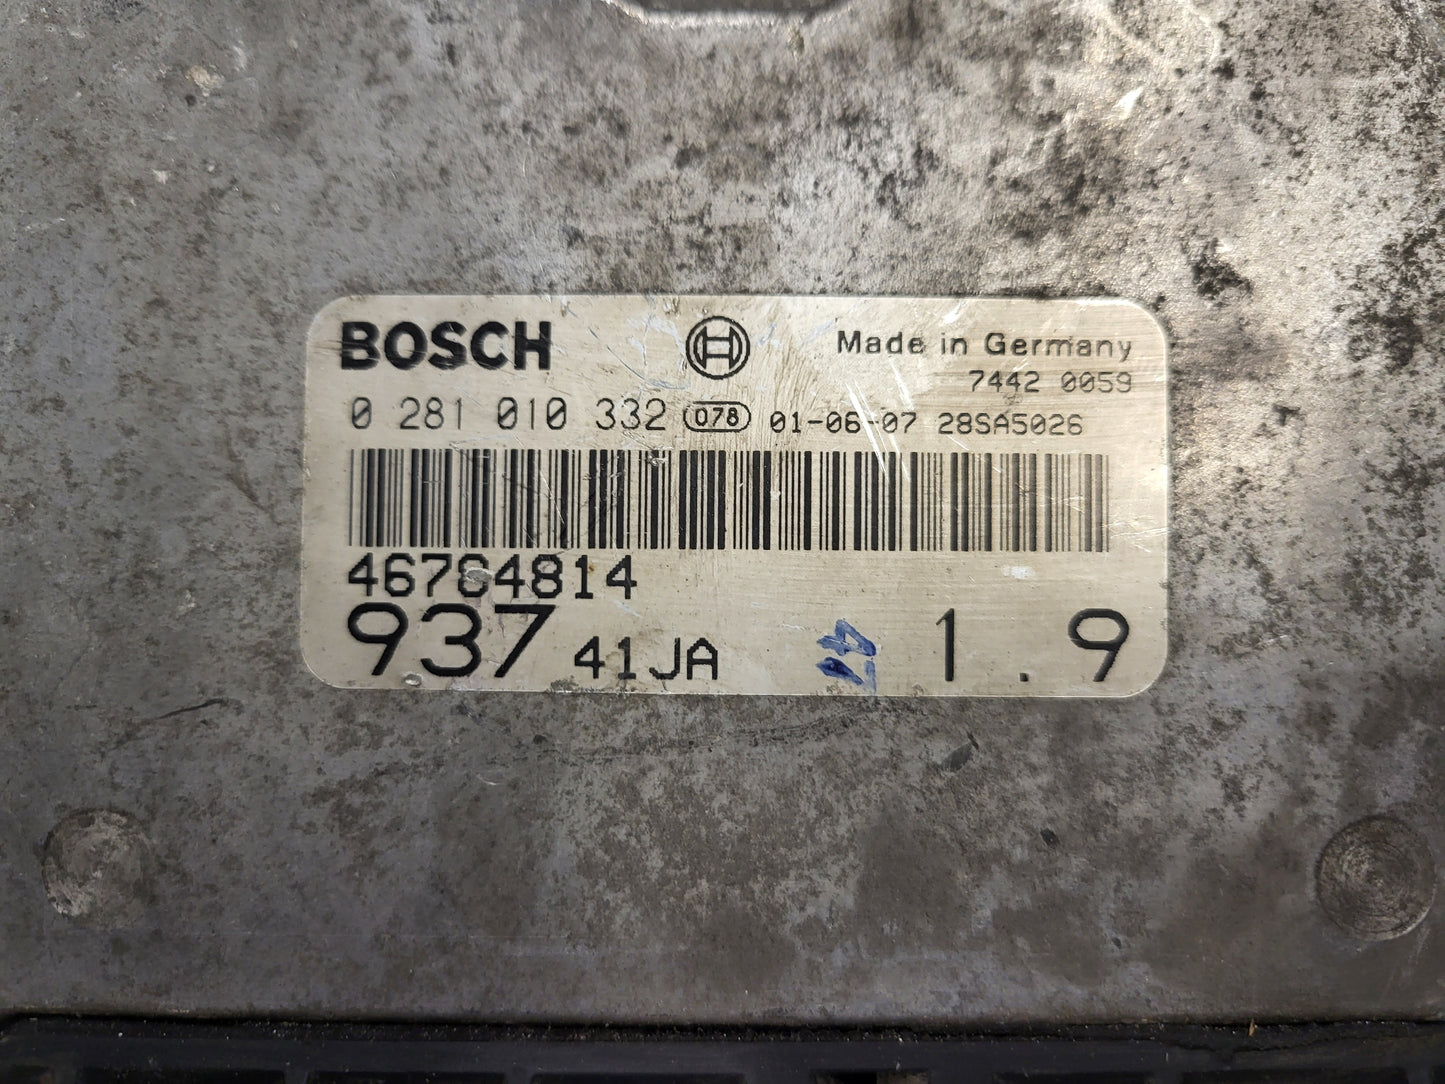 BOSCH Made in Germany
7442 0059
0 281 010 332 078 01-06-07 28SA5026
46784814
937 41JA 1.9